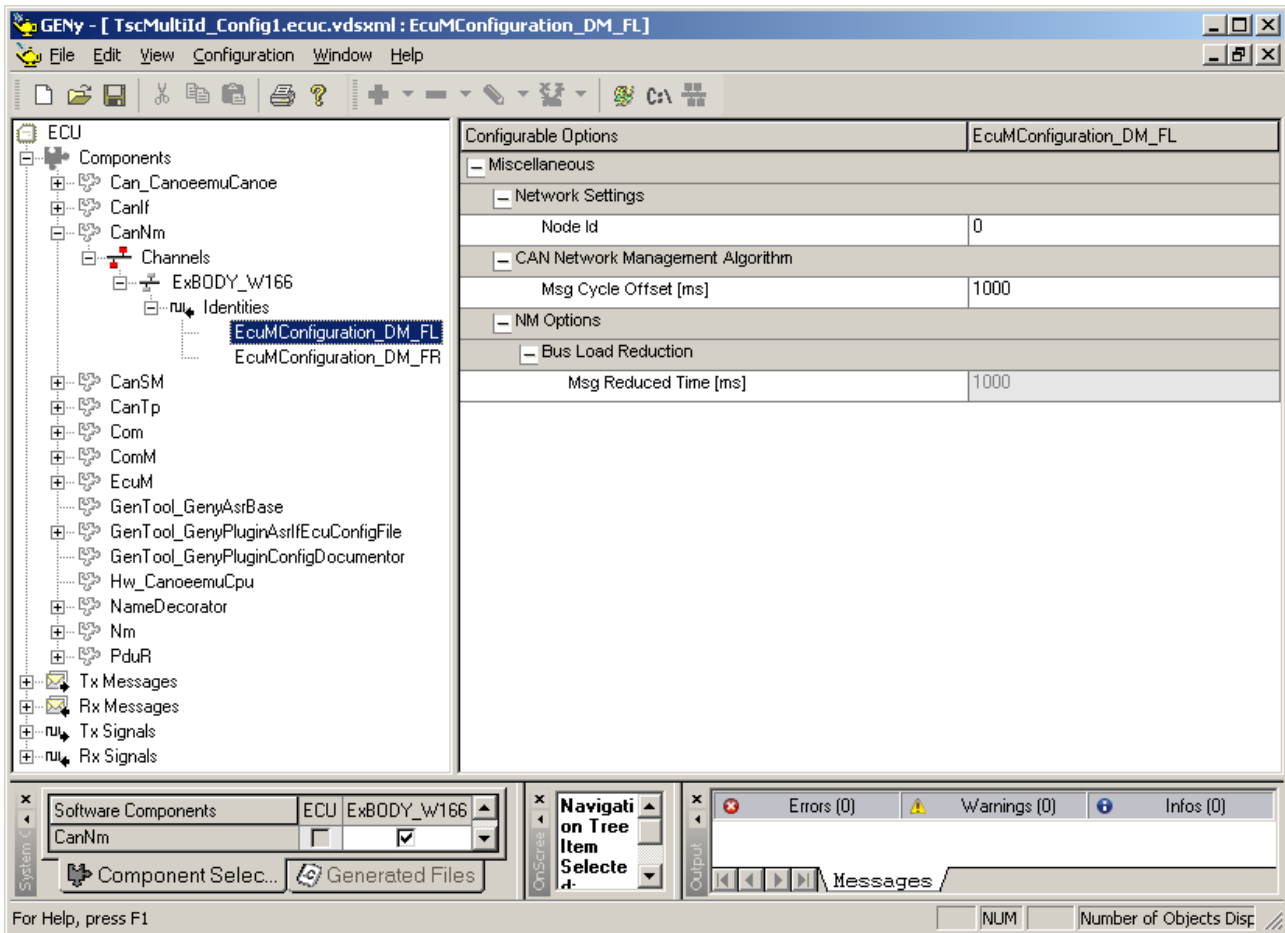 GENy - [ TscMultiId_Config1.ecuc.vdsxml : EcuMConfiguration_DM_FL]
File Edit View Configuration Window Help
C:\
ECU
Components
Can_CanoeemuCanoe
CanIf
CanNm
Channels
ExBODY_W166
Identities
EcuMConfiguration_DM_FL
EcuMConfiguration_DM_FR
CanSM
CanTp
Com
ComM
EcuM
GenTool_GenyAsrBase
GenTool_GenyPluginAsrIfEcuConfigFile
GenTool_GenyPluginConfigDocumentor
Hw_CanoeemuCpu
NameDecorator
Nm
PduR
Tx Messages
Rx Messages
Tx Signals
Rx Signals
Configurable Options EcuMConfiguration_DM_FL
Miscellaneous
Network Settings
Node Id 0
CAN Network Management Algorithm
Msg Cycle Offset [ms] 1000
NM Options
Bus Load Reduction
Msg Reduced Time [ms] 1000
System C
Software Components ECU ExBODY_W166
CanNm
Component Selec... Generated Files
OnScree
Navigati
on Tree
Item
Selecte
d:
Output
Errors (0) Warnings (0) Infos (0)
Messages
For Help, press F1 NUM Number of Objects Disp